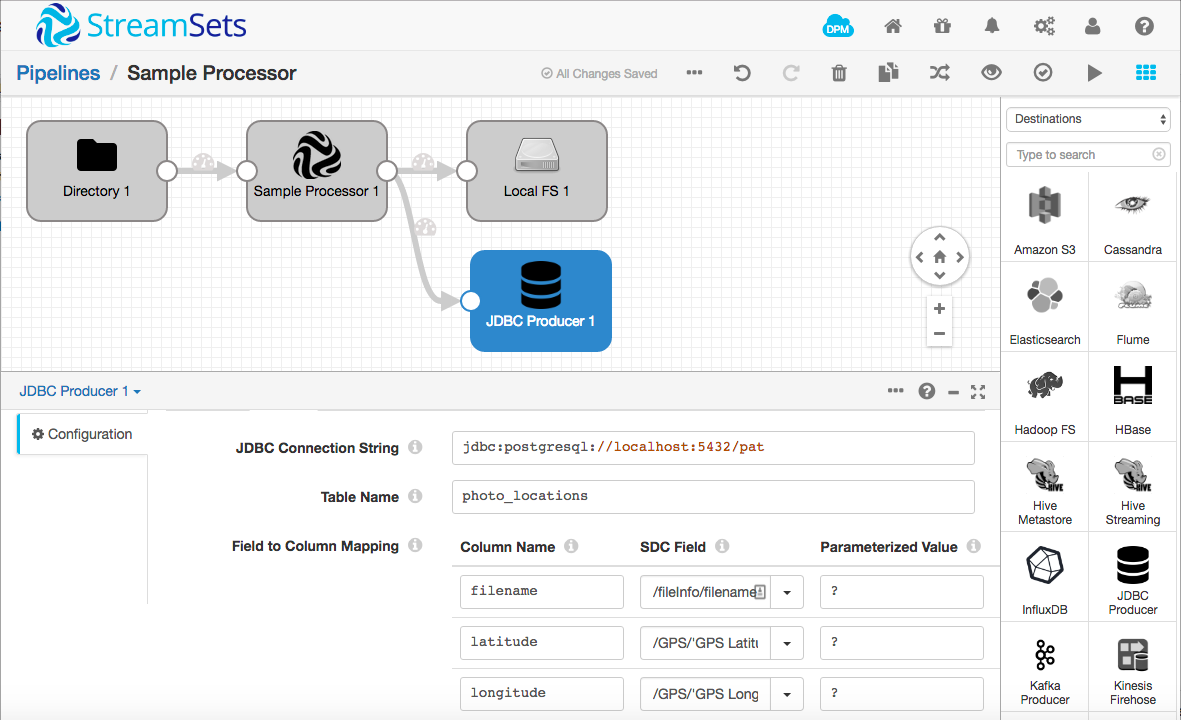 StreamSets
DPM
Pipelines / Sample Processor
All Changes Saved
Directory 1
Sample Processor 1
Local FS 1
JDBC Producer 1
Destinations
Type to search
Amazon S3
Cassandra
Elasticsearch
Flume
Hadoop FS
HBASE
HBase
HIVE
Hive
Metastore
HIVE
Hive
Streaming
InfluxDB
JDBC
Producer
Kafka
Producer
Kinesis
Firehose
JDBC Producer 1
Configuration
JDBC Connection String
jdbc:postgresql://localhost:5432/pat
Table Name
photo_locations
Field to Column Mapping
Column Name
SDC Field
Parameterized Value
filename
/fileInfo/filename
?
latitude
/GPS/'GPS Latitu
?
longitude
/GPS/'GPS Long
?